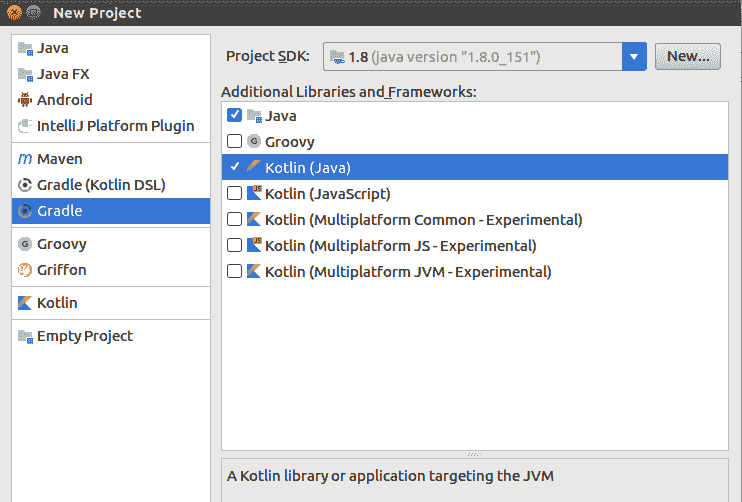 New Project
Java
Java FX
Android
IntelliJ Platform Plugin
Maven
Gradle (Kotlin DSL)
Gradle
Groovy
Griffon
Kotlin
Empty Project
Project SDK: 1.8 (java version "1.8.0_151") New...
Additional Libraries and Frameworks:
Java
Groovy
Kotlin (Java)
Kotlin (JavaScript)
Kotlin (Multiplatform Common - Experimental)
Kotlin (Multiplatform JS - Experimental)
Kotlin (Multiplatform JVM - Experimental)
A Kotlin library or application targeting the JVM